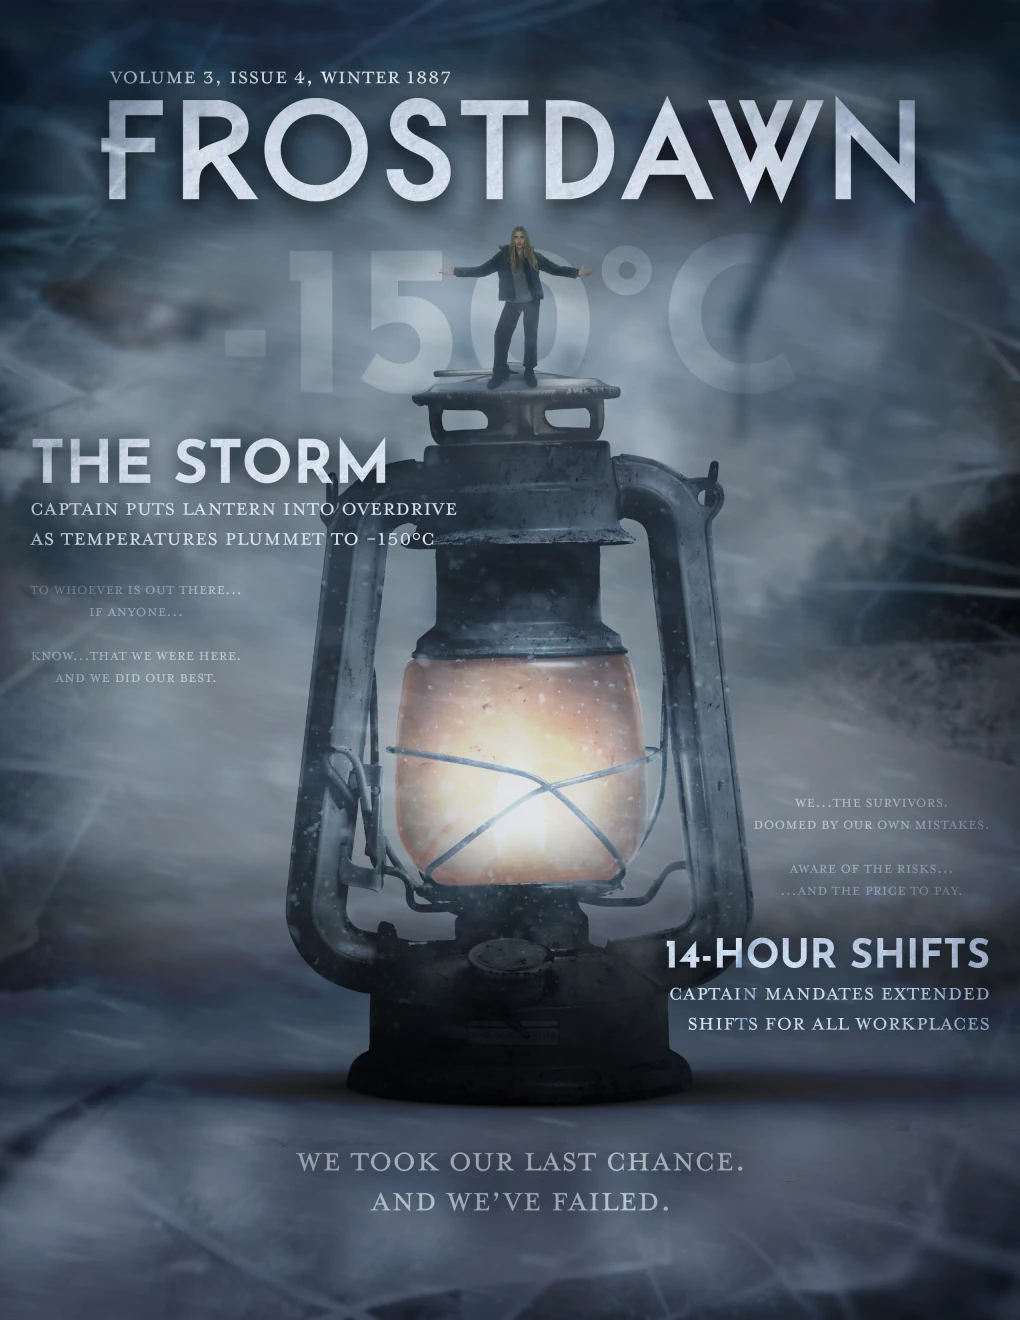 VOLUME 3, ISSUE 4, WINTER 1887
FROSTDAWN
-150°C
THE STORM
CAPTAIN PUTS LANTERN INTO OVERDRIVE
AS TEMPERATURES PLUMMET TO -150°C
TO WHOEVER IS OUT THERE...
IF ANYONE...
KNOW...THAT WE WERE HERE.
AND WE DID OUR BEST.
WE...THE SURVIVORS.
DOOMED BY OUR OWN MISTAKES.
AWARE OF THE RISKS...
...AND THE PRICE TO PAY.
14-HOUR SHIFTS
CAPTAIN MANDATES EXTENDED
SHIFTS FOR ALL WORKPLACES
WE TOOK OUR LAST CHANCE.
AND WE'VE FAILED.